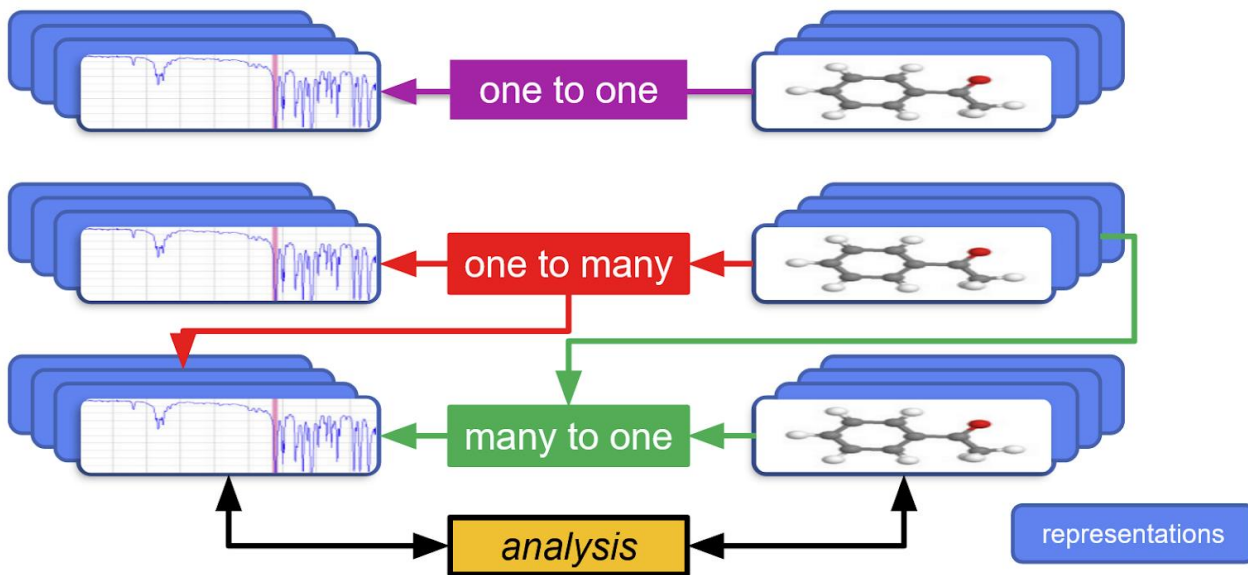 one to one
one to many
many to one
analysis
representations